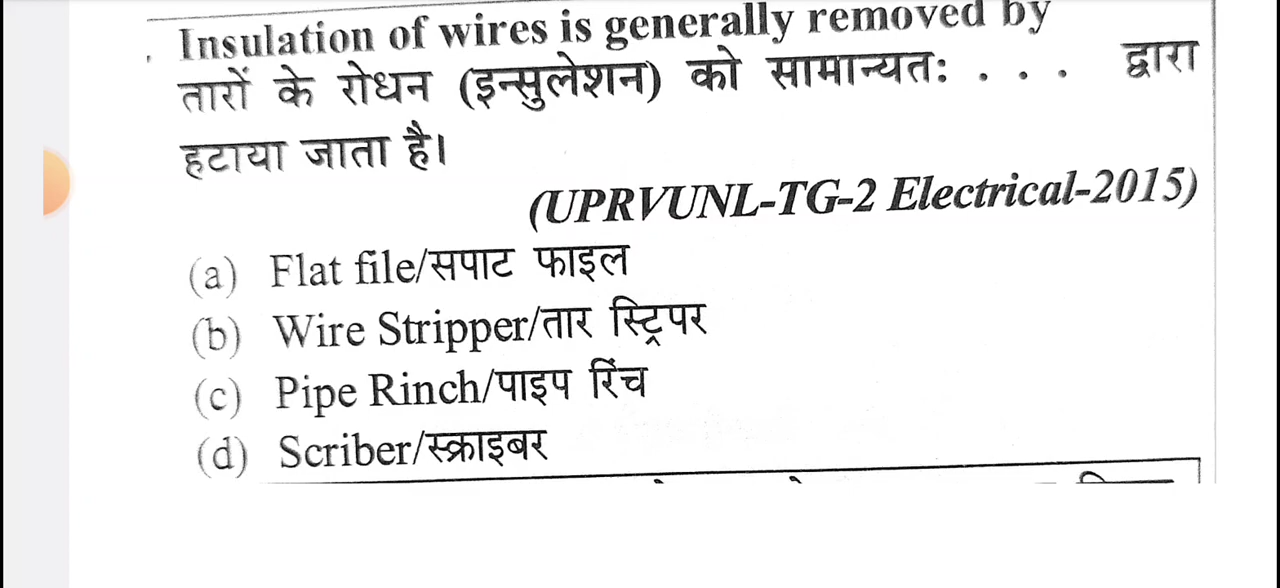 Insulation of wires is generally removed by
तारों के रोधन (इन्सुलेशन) को सामान्यत: . . . द्वारा
हटाया जाता है।
(UPRVUNL-TG-2 Electrical-2015)
(a) Flat file/सपाट फाइल
(b) Wire Stripper/तार स्ट्रिपर
(c) Pipe Rinch/पाइप रिंच
(d) Scriber/स्क्राइबर